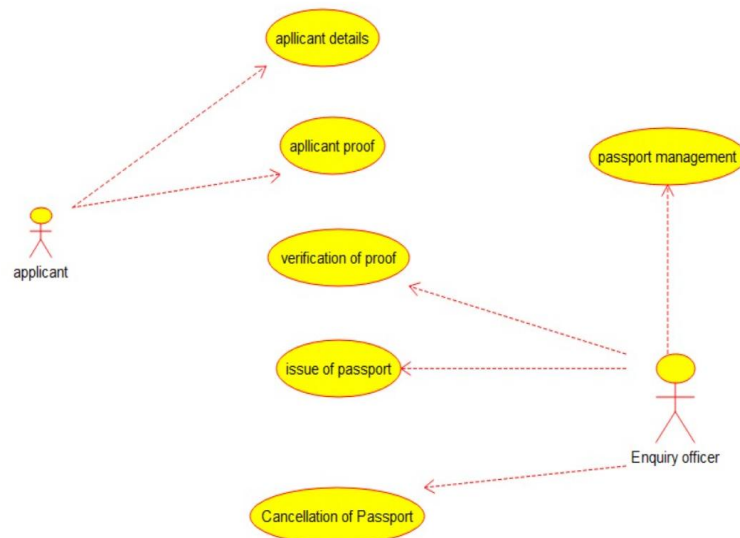 apllicant details
apllicant proof
passport management
verification of proof
applicant
issue of passport
Enquiry officer
Cancellation of Passport